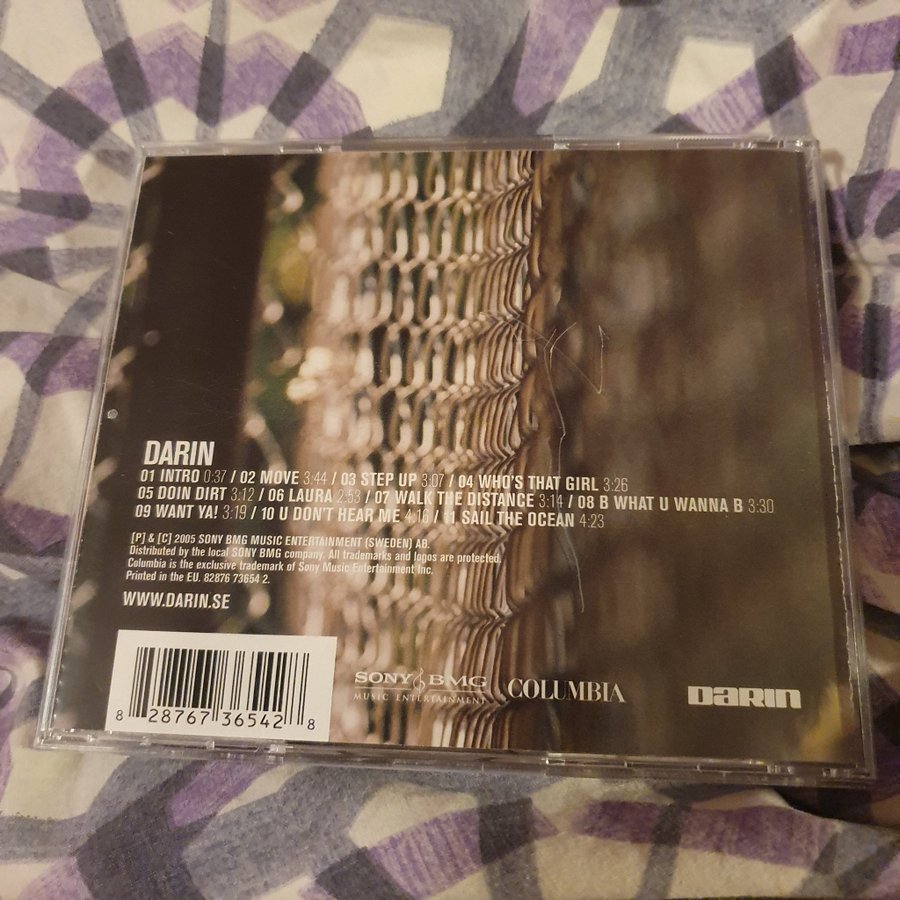 DARIN
01 INTRO 0:37 / 02 MOVE 3:44 / 03 STEP UP 3:07 / 04 WHO'S THAT GIRL 3:26
05 DOIN DIRT 3:12 / 06 LAURA 2:53 / 07 WALK THE DISTANCE 3:14 / 08 B WHAT U WANNA B 3:30
09 WANT YA! 3:19 / 10 U DON'T HEAR ME 4:16 / 11 SAIL THE OCEAN 4:23
[P] & [C] 2005 SONY BMG MUSIC ENTERTAINMENT (SWEDEN) AB.
Distributed by the local SONY BMG company. All trademarks and logos are protected.
Columbia is the exclusive trademark of Sony Music Entertainment Inc.
Printed in the EU. 82876 73654 2.
WWW.DARIN.SE
8 28767 36542 8
SONY BMG
MUSIC ENTERTAINMENT
COLUMBIA
DARIN